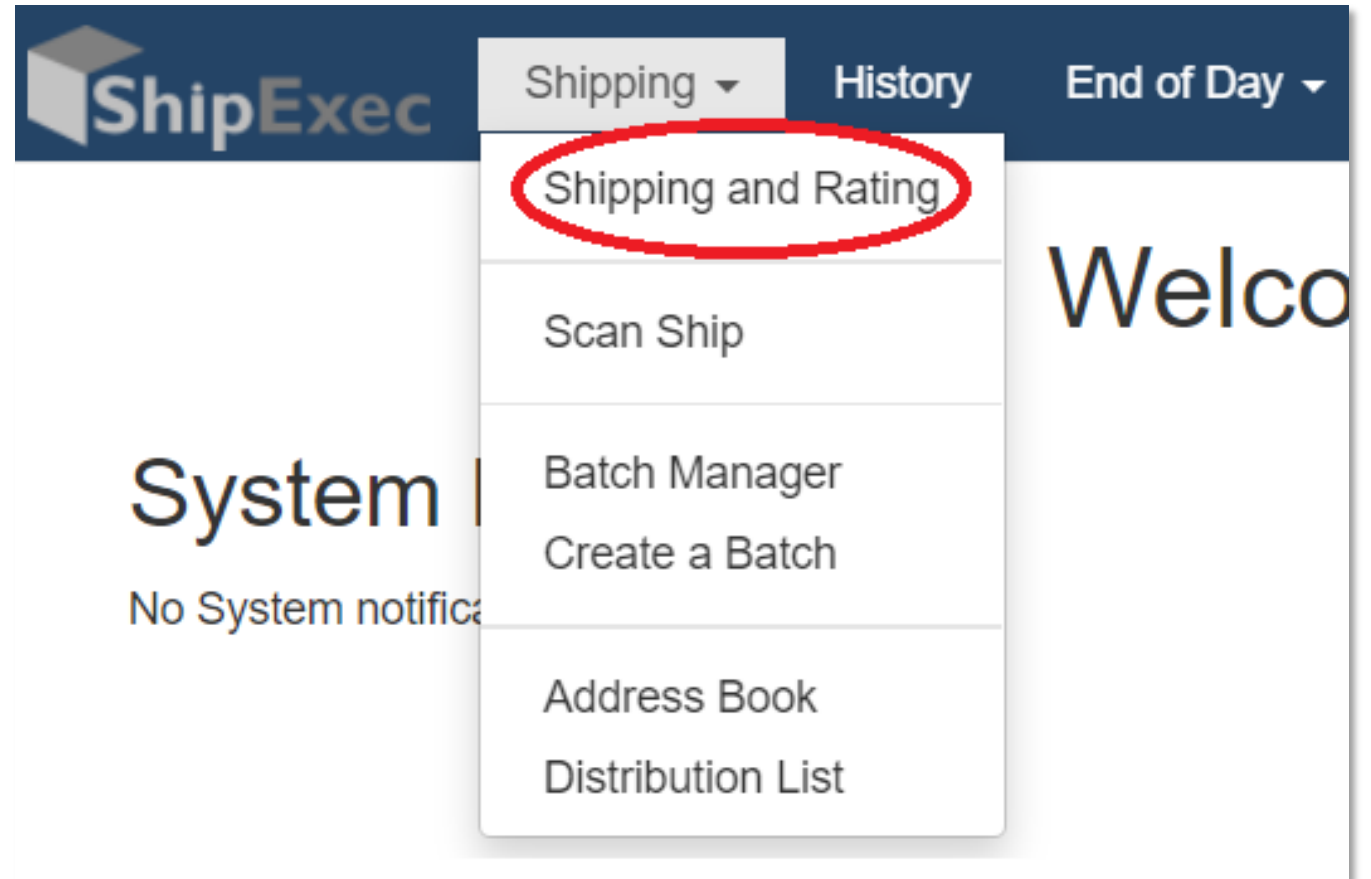 ShipExec Shipping History End of Day
Shipping and Rating
Welco
Scan Ship
System
Batch Manager
Create a Batch
No System notifica
Address Book
Distribution List